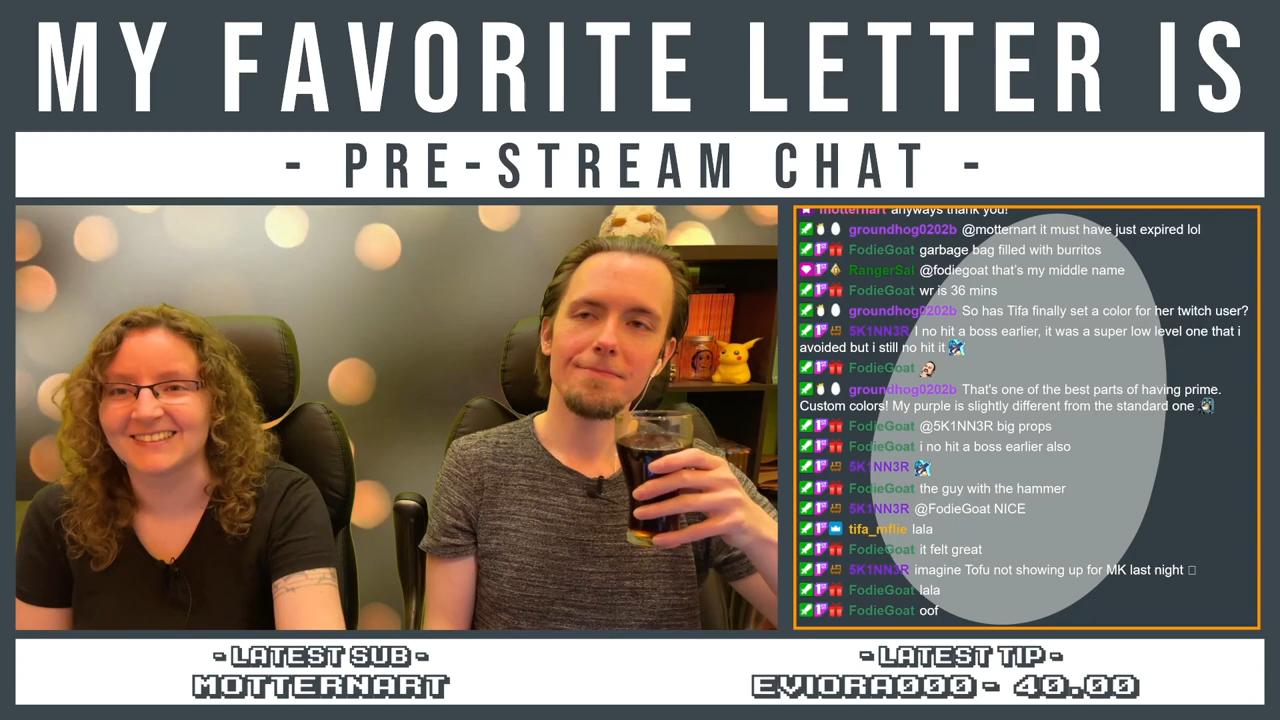 MY FAVORITE LETTER IS
- PRE-STREAM CHAT -
motternart anyways thank you!
groundhog0202b @motternart it must have just expired lol
FodieGoat garbage bag filled with burritos
RangerSal @fodiegoat that's my middle name
FodieGoat wr is 36 mins
groundhog0202b So has Tifa finally set a color for her twitch user?
5K1NN3R I no hit a boss earlier, it was a super low level one that i
avoided but i still no hit it
FodieGoat
groundhog0202b That's one of the best parts of having prime.
Custom colors! My purple is slightly different from the standard one
FodieGoat @5K1NN3R big props
FodieGoat i no hit a boss earlier also
5K1NN3R
FodieGoat the guy with the hammer
5K1NN3R @FodieGoat NICE
tifa_mflie lala
FodieGoat it felt great
5K1NN3R imagine Tofu not showing up for MK last night
FodieGoat lala
FodieGoat oof
- LATEST SUB -
MOTTERNART
- LATEST TIP -
EVIORA000 - 40.00